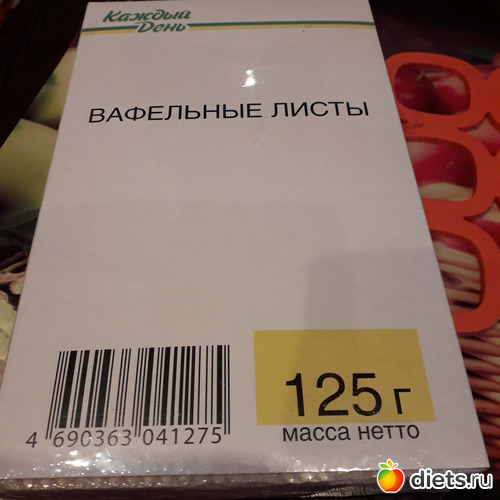 Каждый
День
ВАФЕЛЬНЫЕ ЛИСТЫ
125 г
масса нетто
4 690363 041275
diets.ru